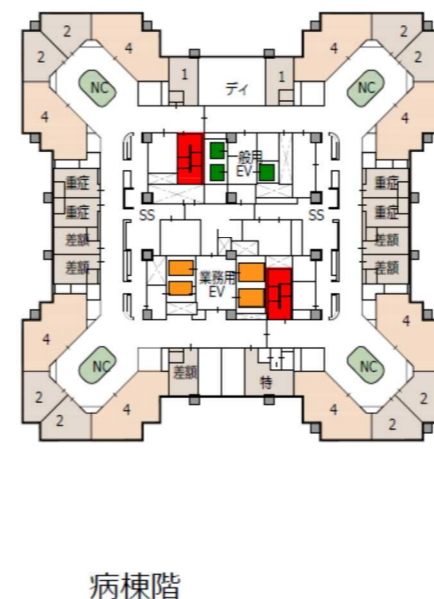 2 4 4 2
2 1 1 2
NC ディ NC
4 4
一般用
EV
重症 重症
重症 重症
SS SS
差額 差額
差額 差額
業務用
EV
4 4
NC NC
差額 特
2 2
2 4 4 2
病棟階